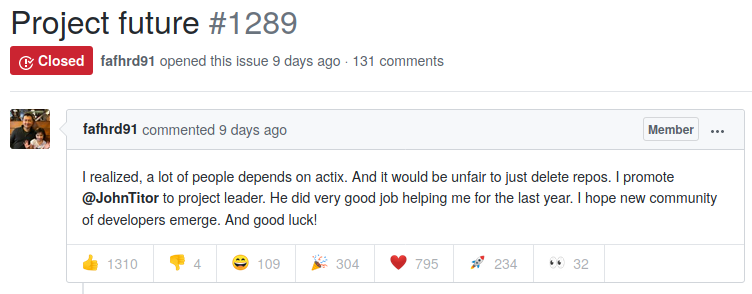 Project future #1289
Closed fafhrd91 opened this issue 9 days ago · 131 comments
fafhrd91 commented 9 days ago Member ...
I realized, a lot of people depends on actix. And it would be unfair to just delete repos. I promote
@JohnTitor to project leader. He did very good job helping me for the last year. I hope new community
of developers emerge. And good luck!
👍 1310 👎 4 😄 109 🎉 304 ❤️ 795 🚀 234 👀 32